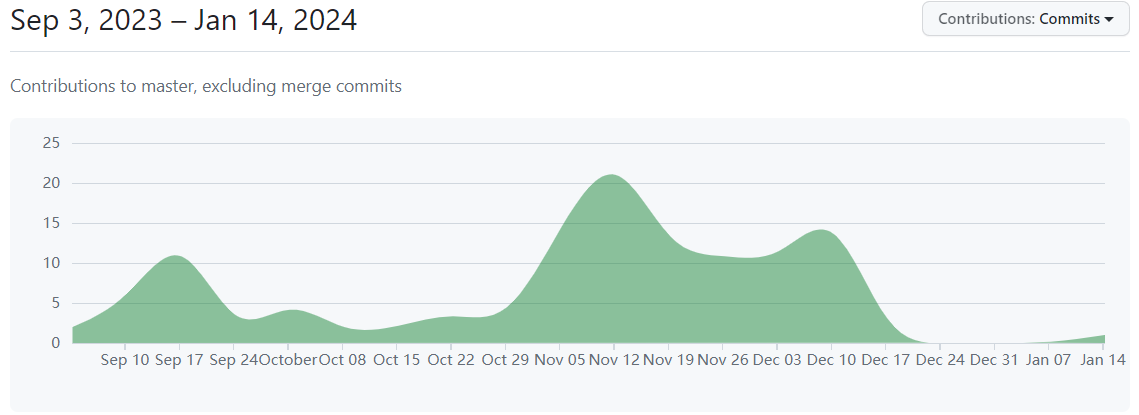 Sep 3, 2023 – Jan 14, 2024
Contributions: Commits
Contributions to master, excluding merge commits
25
20
15
10
5
0
Sep 10 Sep 17 Sep 24 October Oct 08 Oct 15 Oct 22 Oct 29 Nov 05 Nov 12 Nov 19 Nov 26 Dec 03 Dec 10 Dec 17 Dec 24 Dec 31 Jan 07 Jan 14